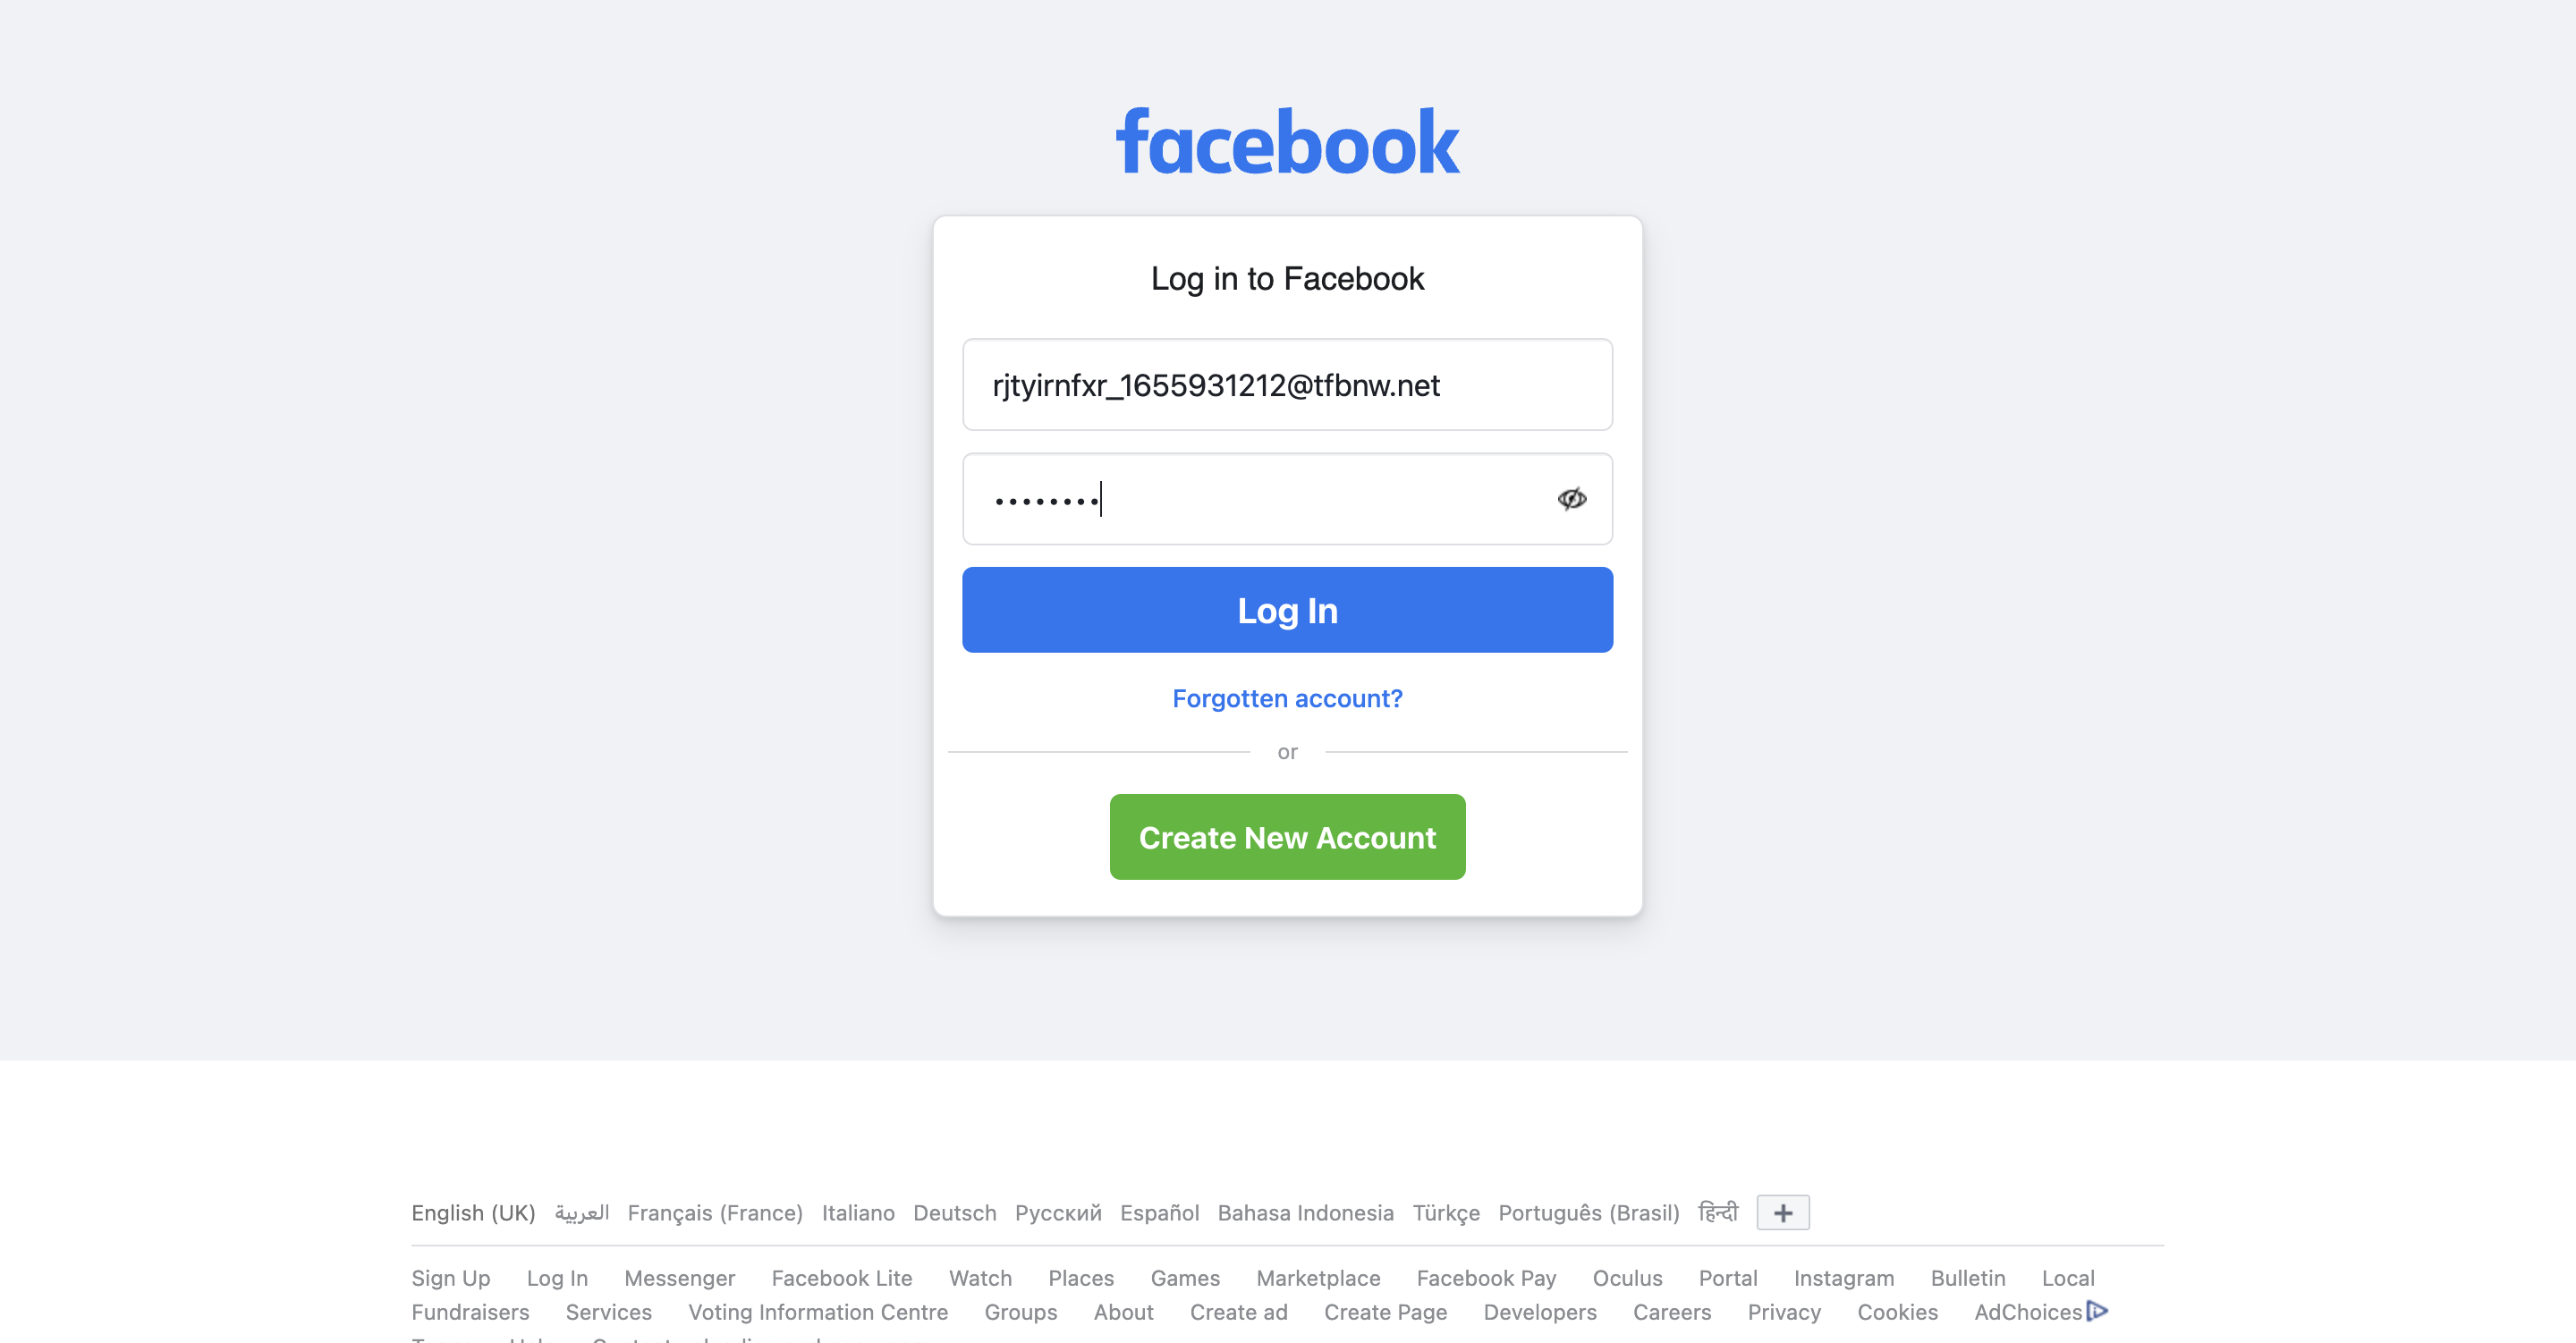 facebook
Log in to Facebook
rjtyirnfxr_1655931212@tfbnw.net
••••••••
Log In
Forgotten account?
or
Create New Account
English (UK) العربية Français (France) Italiano Deutsch Русский Español Bahasa Indonesia Türkçe Português (Brasil) हिन्दी +
Sign Up Log In Messenger Facebook Lite Watch Places Games Marketplace Facebook Pay Oculus Portal Instagram Bulletin Local
Fundraisers Services Voting Information Centre Groups About Create ad Create Page Developers Careers Privacy Cookies AdChoices